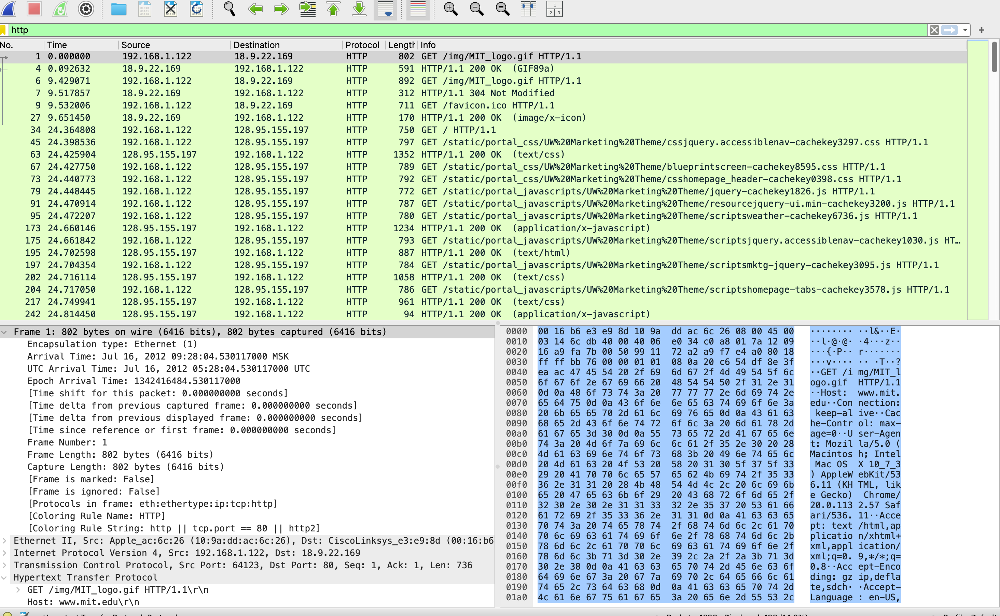 1
2 3
http
No. Time Source Destination Protocol Length Info
1 0.000000 192.168.1.122 18.9.22.169 HTTP 802 GET /img/MIT_logo.gif HTTP/1.1
4 0.092632 18.9.22.169 192.168.1.122 HTTP 591 HTTP/1.1 200 OK (GIF89a)
6 9.429071 192.168.1.122 18.9.22.169 HTTP 892 GET /img/MIT_logo.gif HTTP/1.1
7 9.517857 18.9.22.169 192.168.1.122 HTTP 312 HTTP/1.1 304 Not Modified
9 9.532006 192.168.1.122 18.9.22.169 HTTP 711 GET /favicon.ico HTTP/1.1
27 9.651450 18.9.22.169 192.168.1.122 HTTP 170 HTTP/1.1 200 OK (image/x-icon)
34 24.364808 192.168.1.122 128.95.155.197 HTTP 750 GET / HTTP/1.1
45 24.398536 192.168.1.122 128.95.155.197 HTTP 797 GET /static/portal_css/UW%20Marketing%20Theme/cssjquery.accessiblenav-cachekey3297.css HTTP/1.1
63 24.425904 128.95.155.197 192.168.1.122 HTTP 1352 HTTP/1.1 200 OK (text/css)
67 24.427750 192.168.1.122 128.95.155.197 HTTP 789 GET /static/portal_css/UW%20Marketing%20Theme/blueprintscreen-cachekey8595.css HTTP/1.1
73 24.440773 192.168.1.122 128.95.155.197 HTTP 792 GET /static/portal_css/UW%20Marketing%20Theme/csshomepage_header-cachekey0398.css HTTP/1.1
79 24.448445 192.168.1.122 128.95.155.197 HTTP 772 GET /static/portal_javascripts/UW%20Marketing%20Theme/jquery-cachekey1826.js HTTP/1.1
91 24.470914 192.168.1.122 128.95.155.197 HTTP 787 GET /static/portal_javascripts/UW%20Marketing%20Theme/resourcejquery-ui.min-cachekey3200.js HTTP/1.1
95 24.472207 192.168.1.122 128.95.155.197 HTTP 780 GET /static/portal_javascripts/UW%20Marketing%20Theme/scriptsweather-cachekey6736.js HTTP/1.1
173 24.660146 128.95.155.197 192.168.1.122 HTTP 1234 HTTP/1.1 200 OK (application/x-javascript)
175 24.661842 192.168.1.122 128.95.155.197 HTTP 793 GET /static/portal_javascripts/UW%20Marketing%20Theme/scriptsjquery.accessiblenav-cachekey1030.js HT…
195 24.702598 128.95.155.197 192.168.1.122 HTTP 887 HTTP/1.1 200 OK (text/html)
197 24.704354 192.168.1.122 128.95.155.197 HTTP 784 GET /static/portal_javascripts/UW%20Marketing%20Theme/scriptsmktg-jquery-cachekey3095.js HTTP/1.1
202 24.716114 128.95.155.197 192.168.1.122 HTTP 1058 HTTP/1.1 200 OK (text/css)
204 24.717050 192.168.1.122 128.95.155.197 HTTP 786 GET /static/portal_javascripts/UW%20Marketing%20Theme/scriptshomepage-tabs-cachekey3578.js HTTP/1.1
217 24.749941 128.95.155.197 192.168.1.122 HTTP 961 HTTP/1.1 200 OK (text/css)
242 24.814450 128.95.155.197 192.168.1.122 HTTP 94 HTTP/1.1 200 OK (application/x-javascript)
Frame 1: 802 bytes on wire (6416 bits), 802 bytes captured (6416 bits)
Encapsulation type: Ethernet (1)
Arrival Time: Jul 16, 2012 09:28:04.530117000 MSK
UTC Arrival Time: Jul 16, 2012 05:28:04.530117000 UTC
Epoch Arrival Time: 1342416484.530117000
[Time shift for this packet: 0.000000000 seconds]
[Time delta from previous captured frame: 0.000000000 seconds]
[Time delta from previous displayed frame: 0.000000000 seconds]
[Time since reference or first frame: 0.000000000 seconds]
Frame Number: 1
Frame Length: 802 bytes (6416 bits)
Capture Length: 802 bytes (6416 bits)
[Frame is marked: False]
[Frame is ignored: False]
[Protocols in frame: eth:ethertype:ip:tcp:http]
[Coloring Rule Name: HTTP]
[Coloring Rule String: http || tcp.port == 80 || http2]
Ethernet II, Src: Apple_ac:6c:26 (10:9a:dd:ac:6c:26), Dst: CiscoLinksys_e3:e9:8d (00:16:b6
Internet Protocol Version 4, Src: 192.168.1.122, Dst: 18.9.22.169
Transmission Control Protocol, Src Port: 64123, Dst Port: 80, Seq: 1, Ack: 1, Len: 736
Hypertext Transfer Protocol
GET /img/MIT_logo.gif HTTP/1.1\r\n
Host: www.mit.edu\r\n
0000 00 16 b6 e3 e9 8d 10 9a dd ac 6c 26 08 00 45 00 ········ ··l&··E·
0010 03 14 6c db 40 00 40 06 e0 34 c0 a8 01 7a 12 09 ··l·@·@· ·4···z··
0020 16 a9 fa 7b 00 50 99 11 72 a2 a9 f7 e4 a0 80 18 ···{·P·· r·······
0030 ff ff bb 76 00 00 01 01 08 0a 20 c6 54 df 8e 3f ···v···· ·· ·T··?
0040 ea ac 47 45 54 20 2f 69 6d 67 2f 4d 49 54 5f 6c ··GET /i mg/MIT_l
0050 6f 67 6f 2e 67 69 66 20 48 54 54 50 2f 31 2e 31 ogo.gif HTTP/1.1
0060 0d 0a 48 6f 73 74 3a 20 77 77 77 2e 6d 69 74 2e ··Host: www.mit.
0070 65 64 75 0d 0a 43 6f 6e 6e 65 63 74 69 6f 6e 3a edu··Con nection:
0080 20 6b 65 65 70 2d 61 6c 69 76 65 0d 0a 43 61 63 keep-al ive··Cac
0090 68 65 2d 43 6f 6e 74 72 6f 6c 3a 20 6d 61 78 2d he-Contr ol: max-
00a0 61 67 65 3d 30 0d 0a 55 73 65 72 2d 41 67 65 6e age=0··U ser-Agen
00b0 74 3a 20 4d 6f 7a 69 6c 6c 61 2f 35 2e 30 20 28 t: Mozil la/5.0 (
00c0 4d 61 63 69 6e 74 6f 73 68 3b 20 49 6e 74 65 6c Macintos h; Intel
00d0 20 4d 61 63 20 4f 53 20 58 20 31 30 5f 37 5f 33 Mac OS X 10_7_3
00e0 29 20 41 70 70 6c 65 57 65 62 4b 69 74 2f 35 33 ) AppleW ebKit/53
00f0 36 2e 31 31 20 28 4b 48 54 4d 4c 2c 20 6c 69 6b 6.11 (KH TML, lik
0100 65 20 47 65 63 6b 6f 29 20 43 68 72 6f 6d 65 2f e Gecko) Chrome/
0110 32 30 2e 30 2e 31 31 33 32 2e 35 37 20 53 61 66 20.0.113 2.57 Saf
0120 61 72 69 2f 35 33 36 2e 31 31 0d 0a 41 63 63 65 ari/536. 11··Acce
0130 70 74 3a 20 74 65 78 74 2f 68 74 6d 6c 2c 61 70 pt: text /html,ap
0140 70 6c 69 63 61 74 69 6f 6e 2f 78 68 74 6d 6c 2b plicatio n/xhtml+
0150 78 6d 6c 2c 61 70 70 6c 69 63 61 74 69 6f 6e 2f xml,appl ication/
0160 78 6d 6c 3b 71 3d 30 2e 39 2c 2a 2f 2a 3b 71 3d xml;q=0. 9,*/*;q=
0170 30 2e 38 0d 0a 41 63 63 65 70 74 2d 45 6e 63 6f 0.8··Acc ept-Enco
0180 64 69 6e 67 3a 20 67 7a 69 70 2c 64 65 66 6c 61 ding: gz ip,defla
0190 74 65 2c 73 64 63 68 0d 0a 41 63 63 65 70 74 2d te,sdch· ·Accept-
01a0 4c 61 6e 67 75 61 67 65 3a 20 65 6e 2d 55 53 2c Language : en-US,